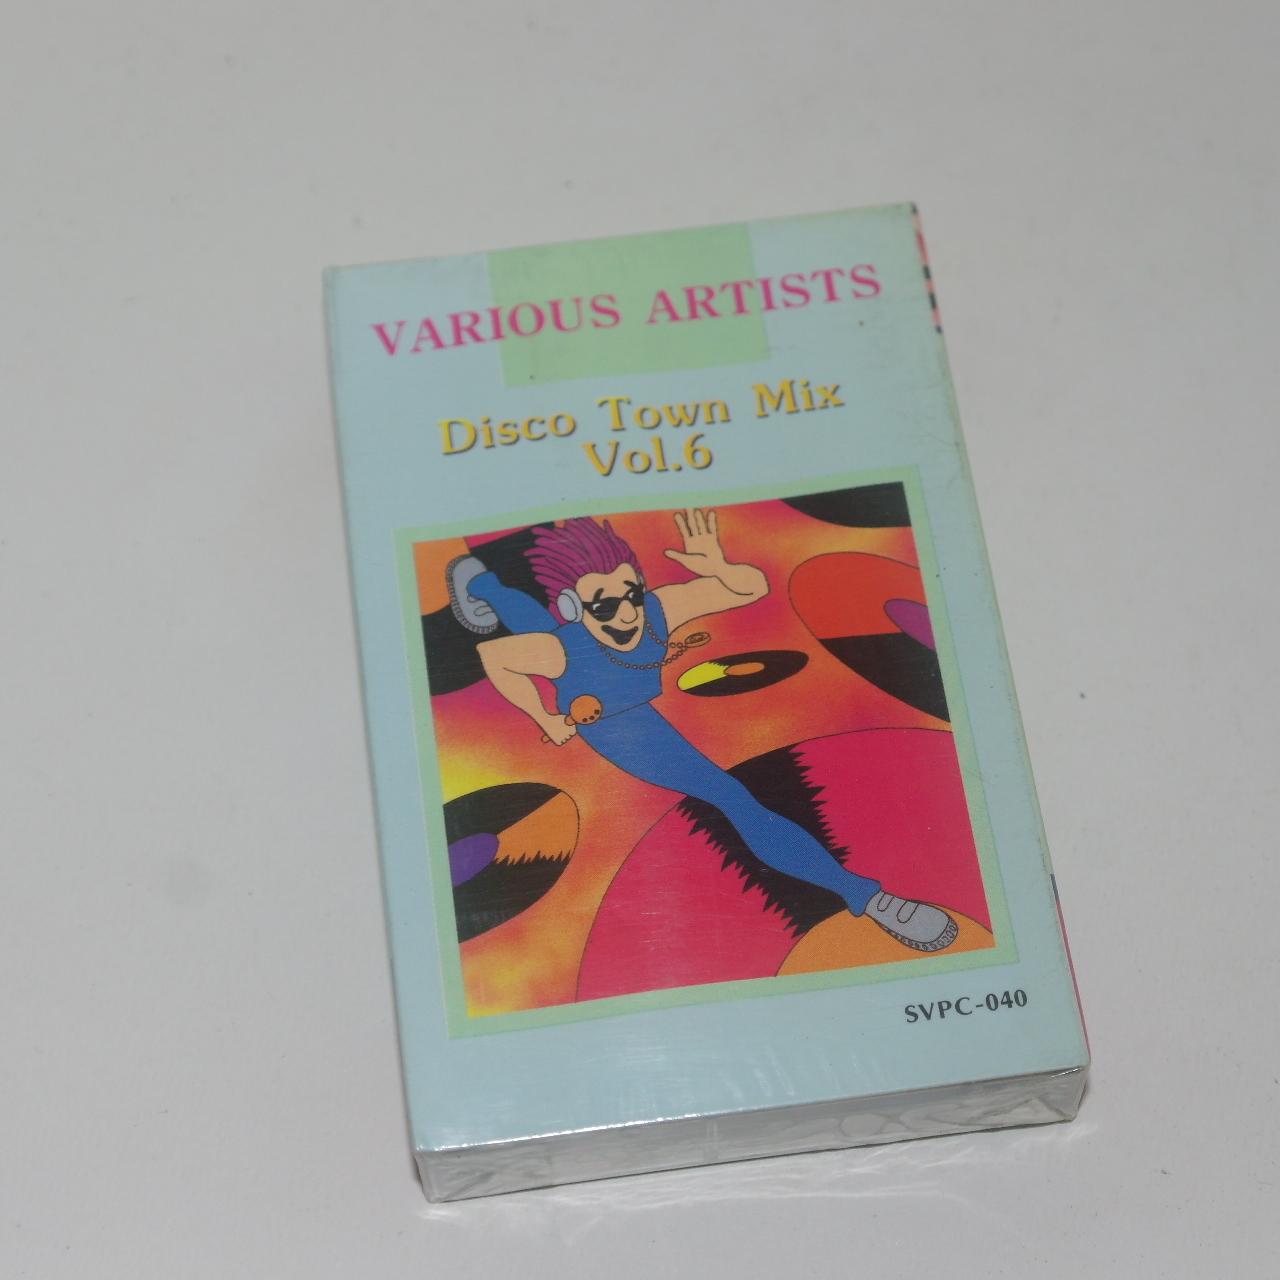 VARIOUS ARTISTS
Disco Town Mix
Vol.6
SVPC-040